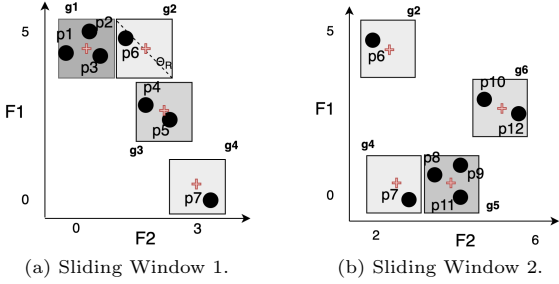 g1
g2
5
p1
p2
p3
p6
ΘR
F1
p4
p5
g3
g4
p7
0
0
3
F2
(a) Sliding Window 1.
g2
5
p6
g6
p10
p12
F1
g4
p8
p9
p7
p11
g5
0
2
F2
6
(b) Sliding Window 2.